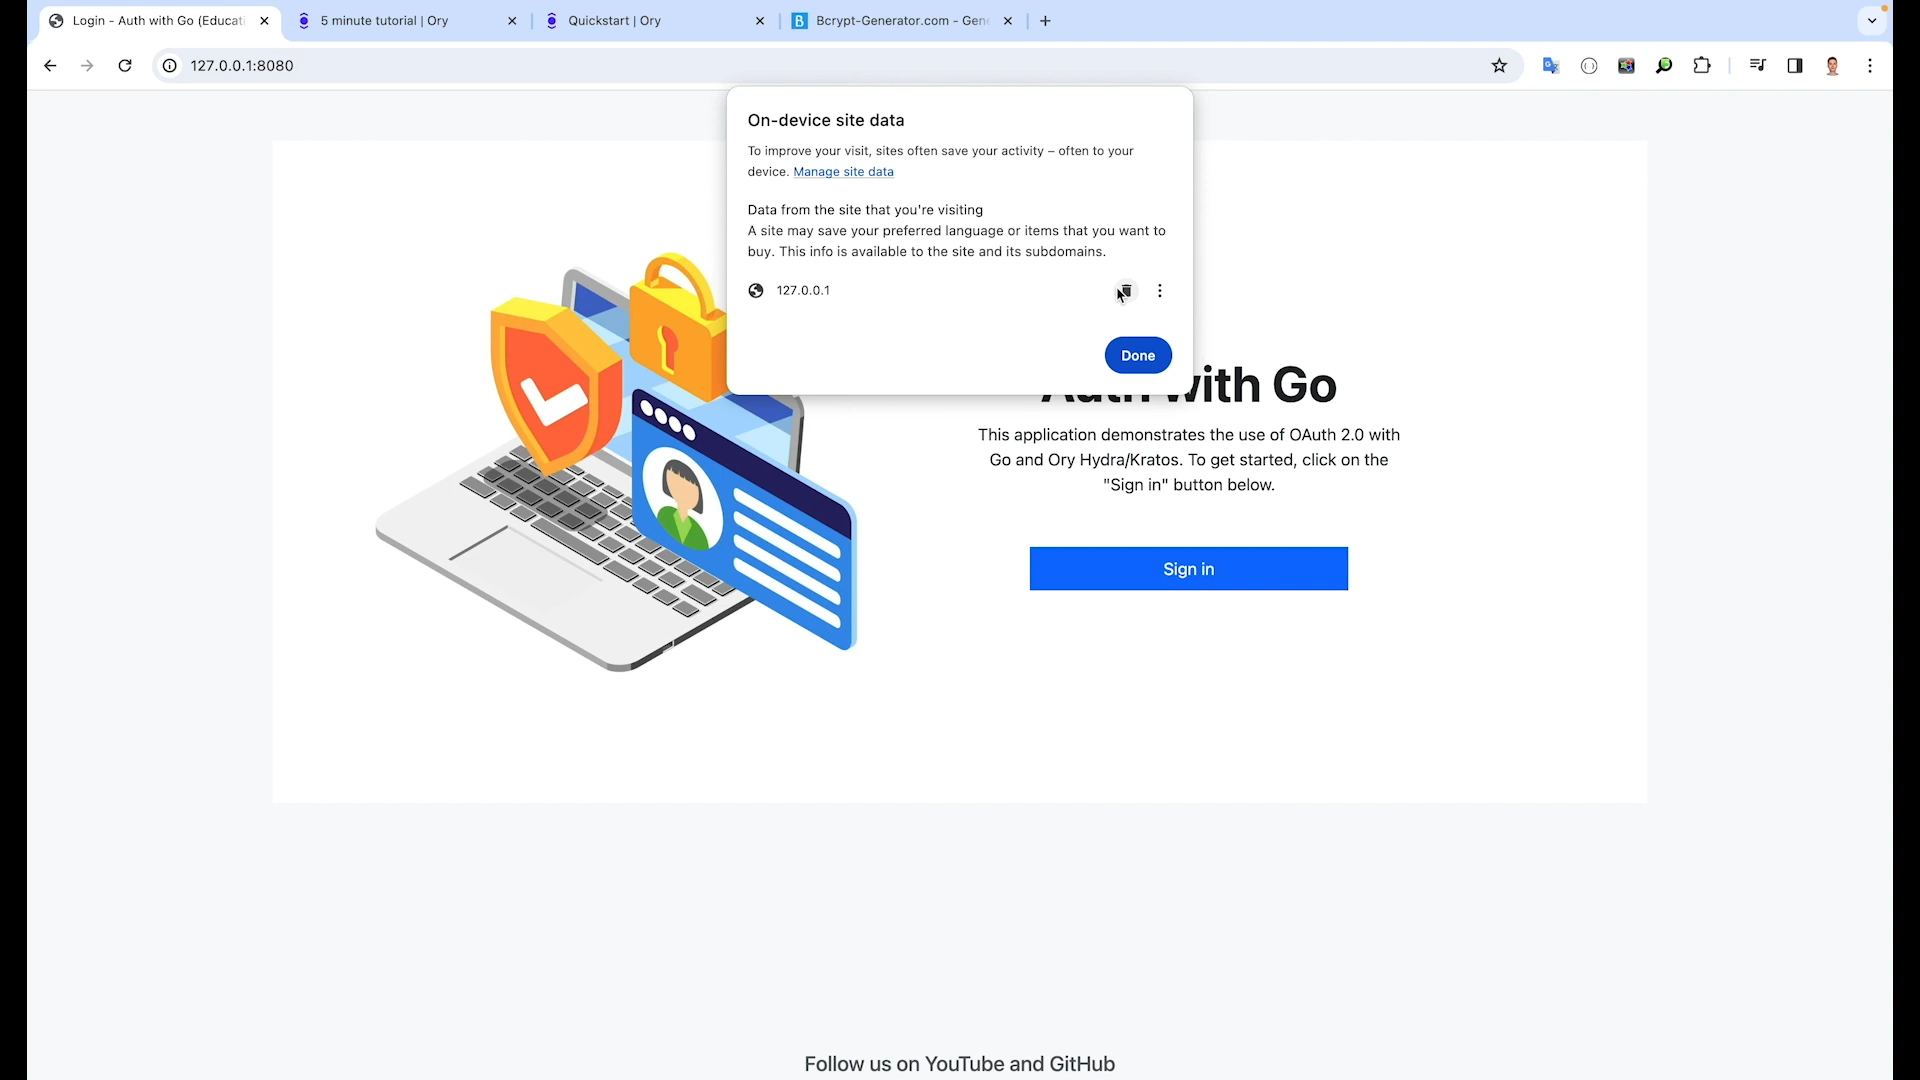 Login - Auth with Go (Educati
5 minute tutorial | Ory
Quickstart | Ory
Bcrypt-Generator.com - Gene
127.0.0.1:8080
On-device site data
To improve your visit, sites often save your activity – often to your
device. Manage site data
Data from the site that you're visiting
A site may save your preferred language or items that you want to
buy. This info is available to the site and its subdomains.
127.0.0.1
Done
Auth with Go
This application demonstrates the use of OAuth 2.0 with
Go and Ory Hydra/Kratos. To get started, click on the
"Sign in" button below.
Sign in
Follow us on YouTube and GitHub